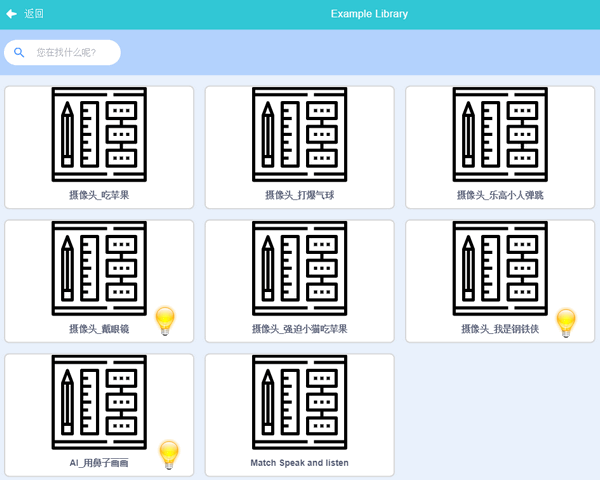 返回
Example Library
您在找什么呢?
摄像头_吃苹果
摄像头_打爆气球
摄像头_乐高小人弹跳
摄像头_戴眼镜
摄像头_强迫小猫吃苹果
摄像头_我是钢铁侠
AI_用鼻子画画
Match Speak and listen